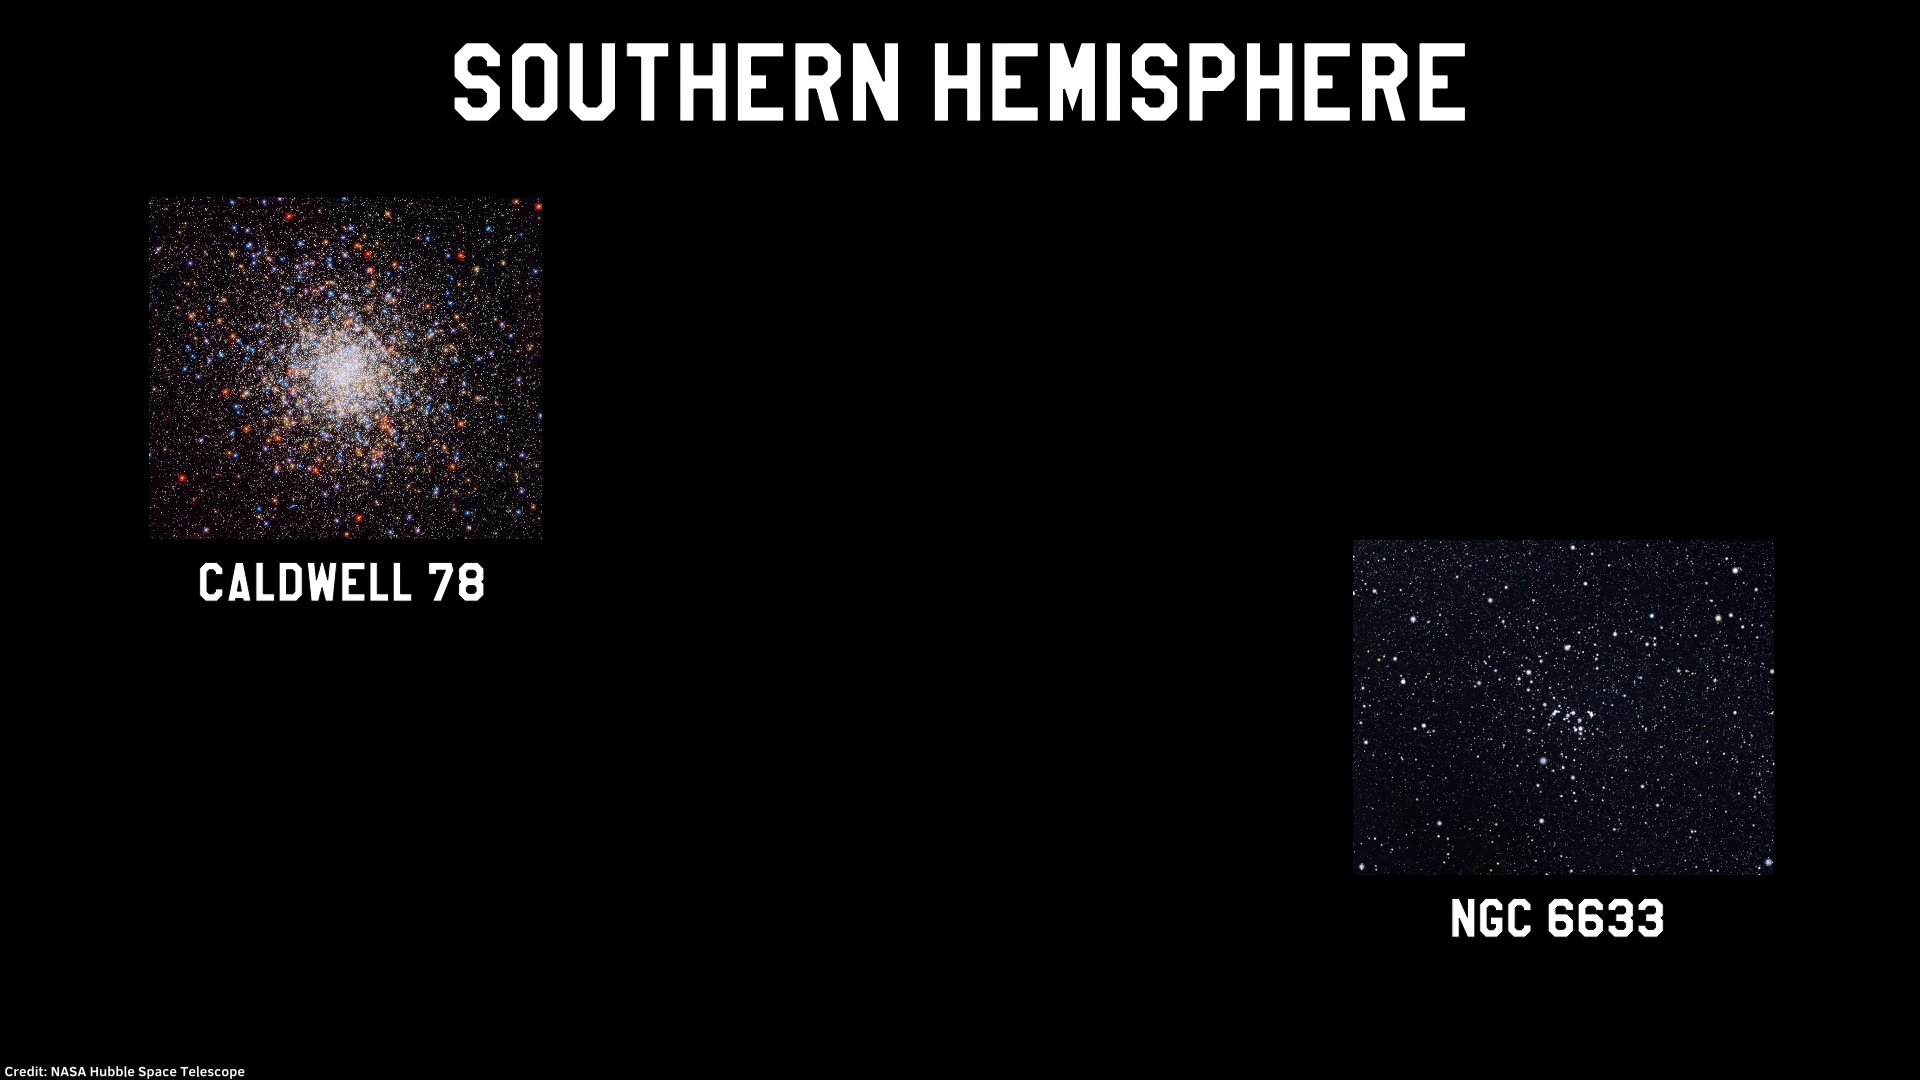 SOUTHERN HEMISPHERE
CALDWELL 78
NGC 6633
Credit: NASA Hubble Space Telescope